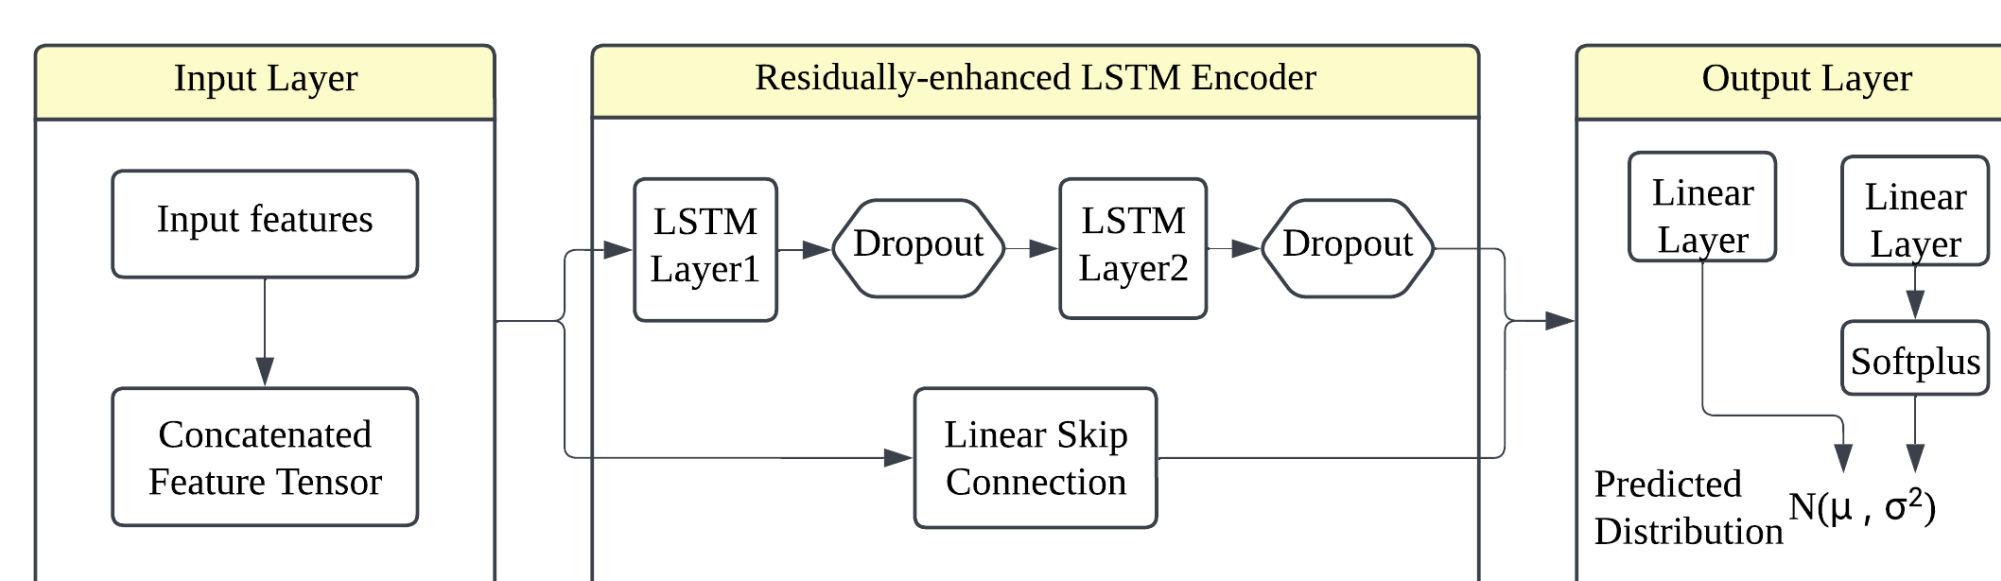 Input Layer
Input features
Concatenated
Feature Tensor
Residually-enhanced LSTM Encoder
LSTM
Layer1
Dropout
LSTM
Layer2
Dropout
Linear Skip
Connection
Output Layer
Linear
Layer
Linear
Layer
Softplus
Predicted
Distribution
N(μ , σ²)